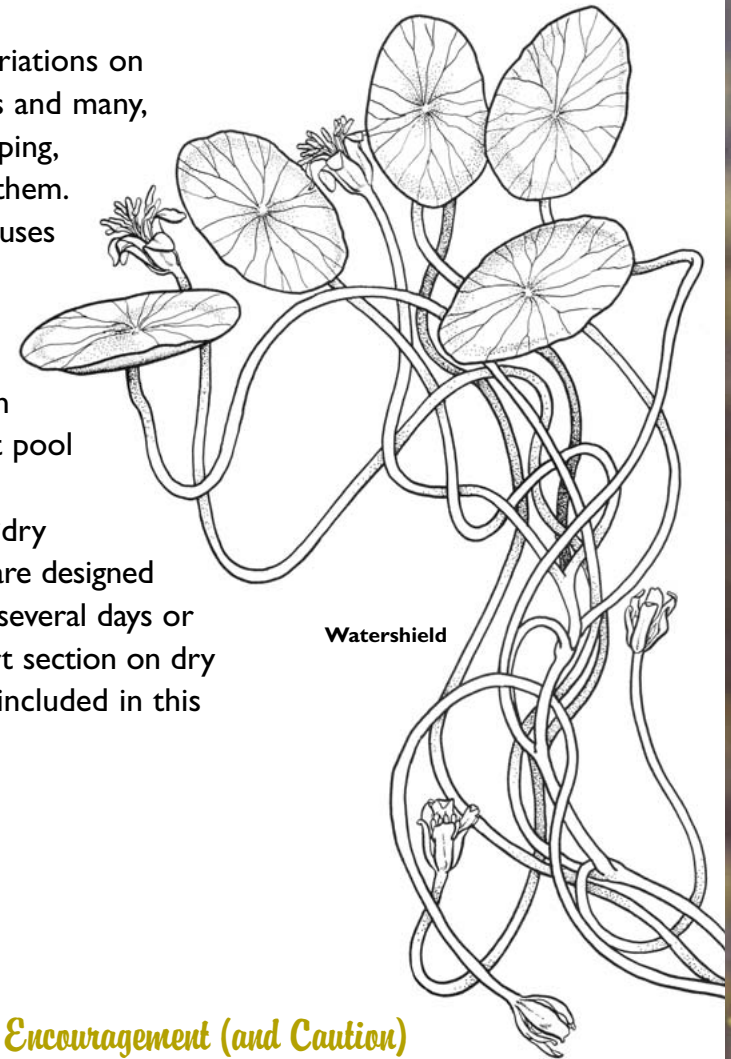 riations on
s and many,
ping,
them.
uses
n
t pool
dry
are designed
several days or
rt section on dry
included in this
Watershield
Encouragement (and Caution)